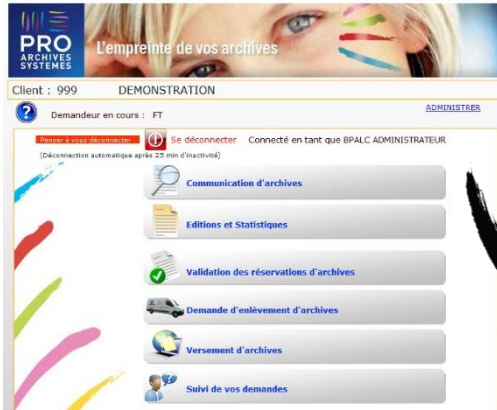 PRO
ARCHIVES
SYSTEMES
L'empreinte de vos archives
Client : 999 DEMONSTRATION
ADMINISTRER
Demandeur en cours : FT
Penser à vous déconnecter Se déconnecter Connecté en tant que BPALC ADMINISTRATEUR
(Déconnection automatique après 25 min d'inactivité)
Communication d'archives
Editions et Statistiques
Validation des réservations d'archives
Demande d'enlèvement d'archives
Versement d'archives
Suivi de vos demandes